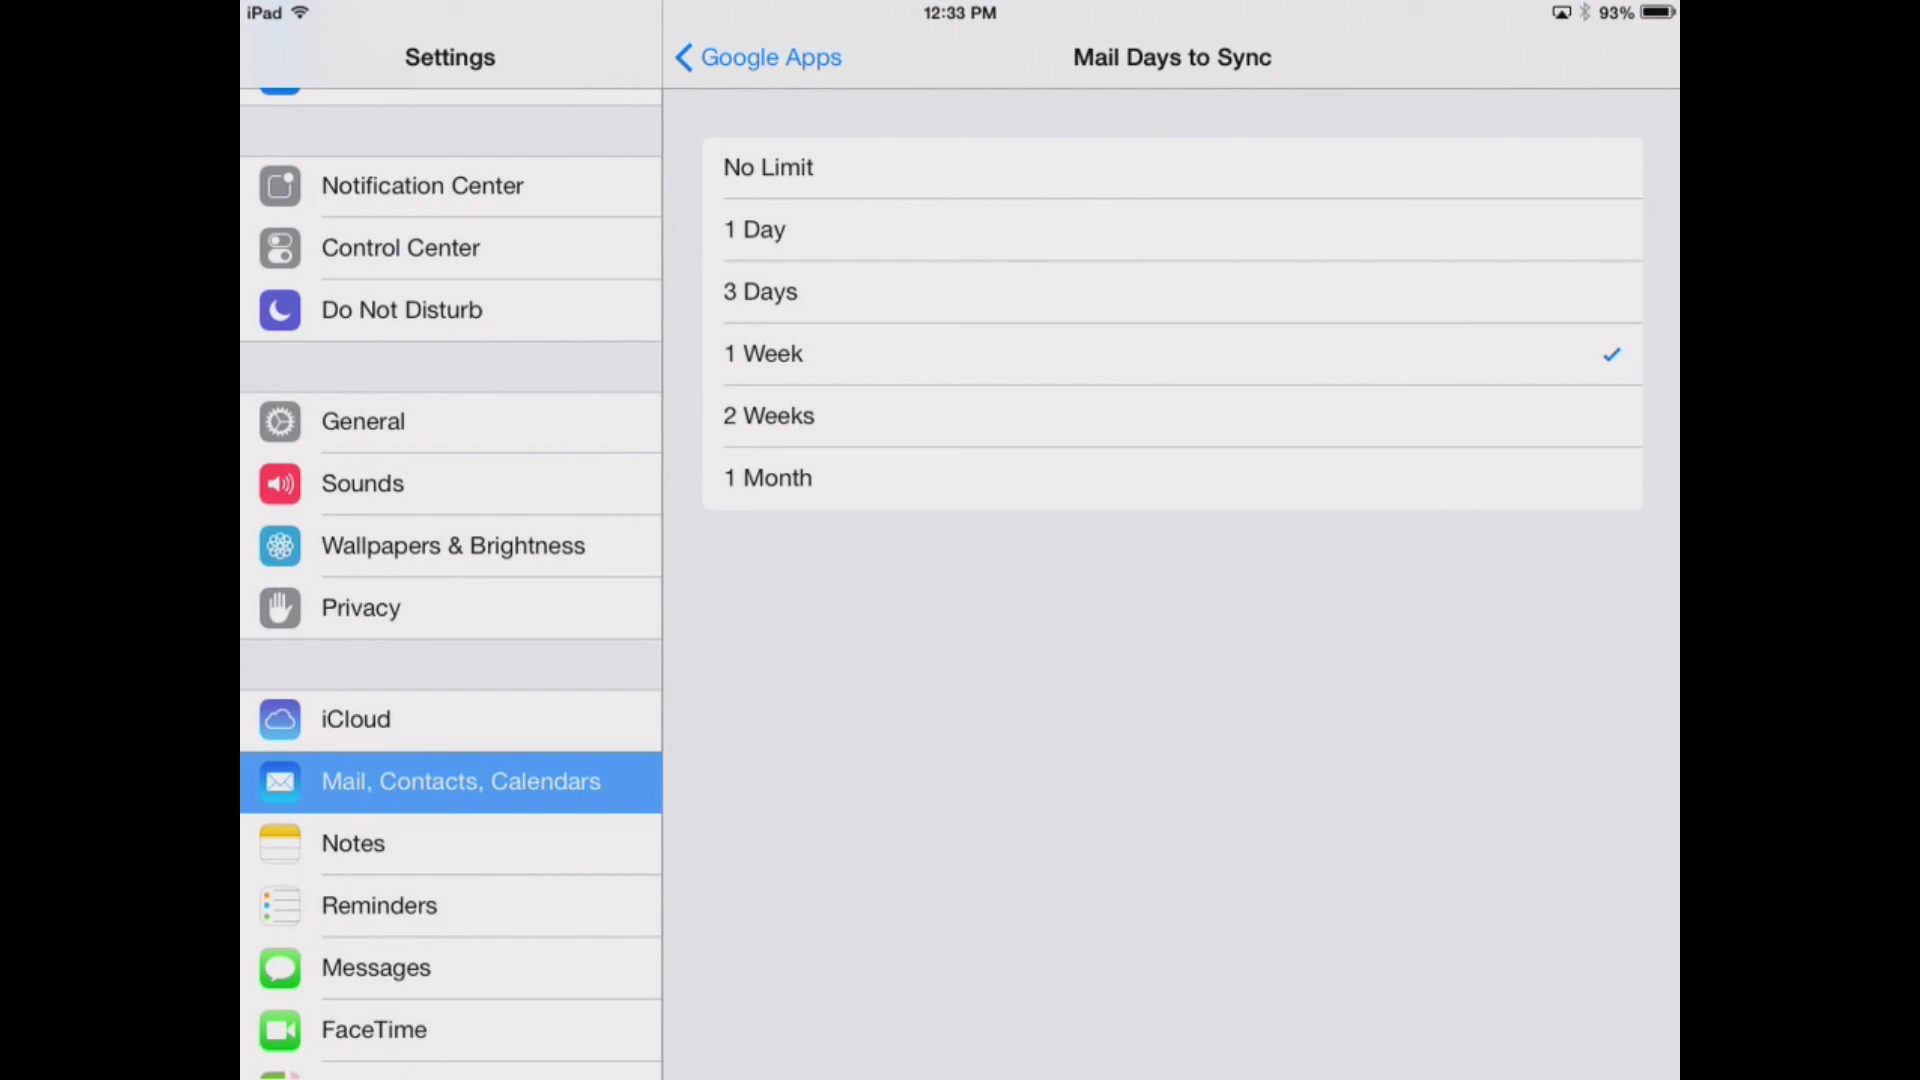 iPad
12:33 PM
93%
Settings
Google Apps
Mail Days to Sync
Notification Center
Control Center
Do Not Disturb
General
Sounds
Wallpapers & Brightness
Privacy
iCloud
Mail, Contacts, Calendars
Notes
Reminders
Messages
FaceTime
No Limit
1 Day
3 Days
1 Week
2 Weeks
1 Month